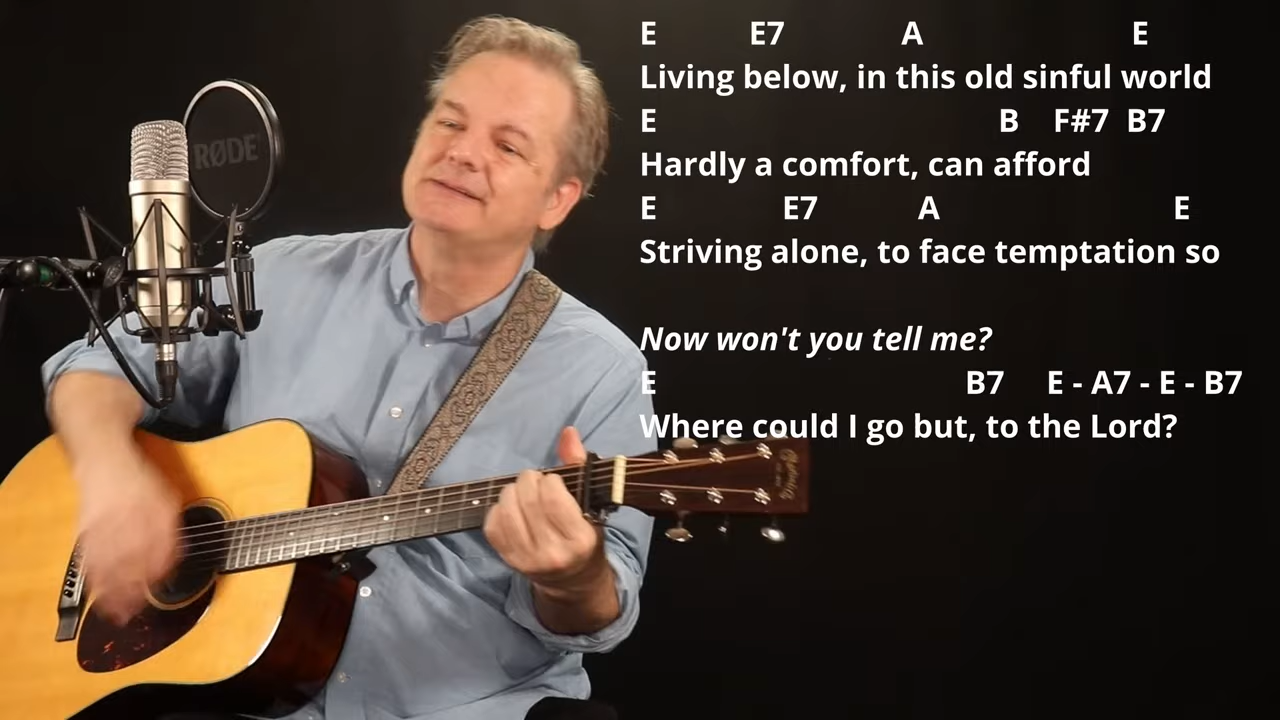 E E7 A E
Living below, in this old sinful world
E B F#7 B7
Hardly a comfort, can afford
E E7 A E
Striving alone, to face temptation so
Now won't you tell me?
E B7 E - A7 - E - B7
Where could I go but, to the Lord?
RØDE